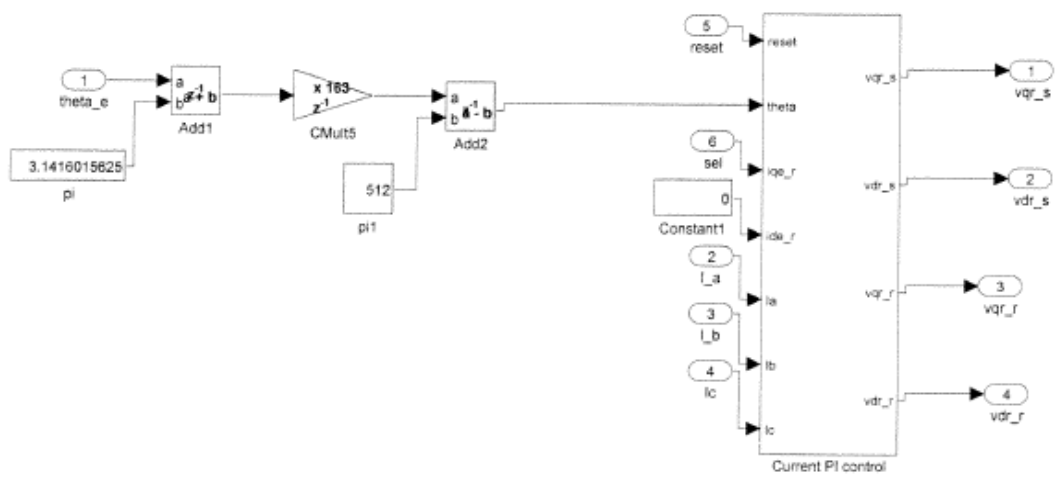 1
theta_e
3.1416015625
pi
a
b
z⁻¹
a + b
Add1
x 163
z⁻¹
CMult5
512
pi1
a
b
z⁻¹
a - b
Add2
5
reset
6
sel
0
Constant1
2
I_a
3
I_b
4
Ic
reset
theta
iqe_r
ide_r
Ia
Ib
Ic
vqr_s
vdr_s
vqr_r
vdr_r
Current PI control
1
vqr_s
2
vdr_s
3
vqr_r
4
vdr_r